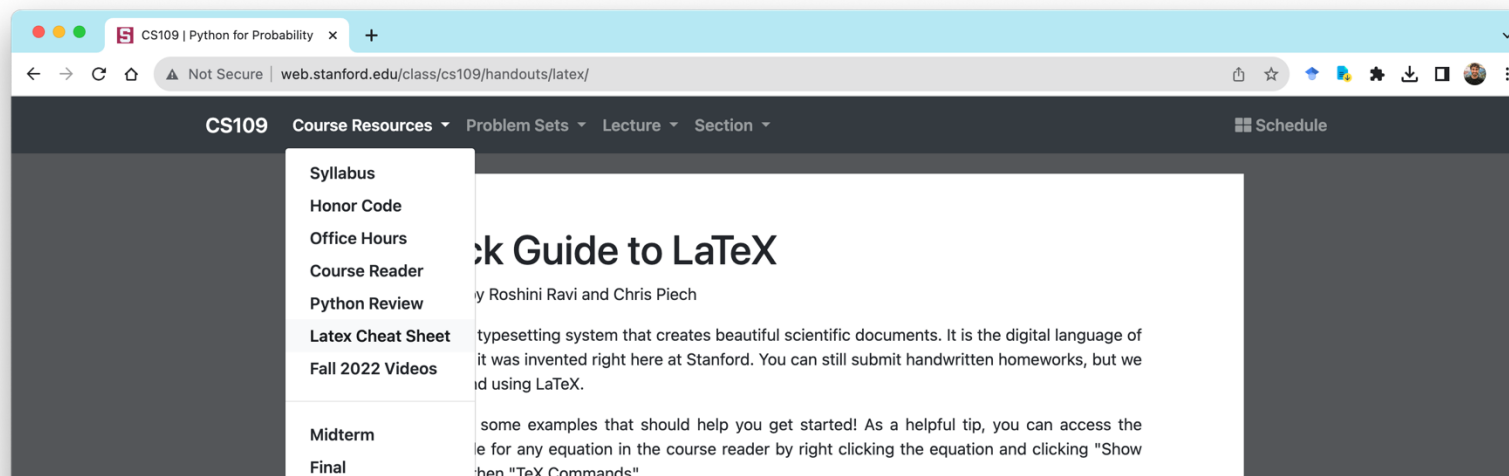 CS109 | Python for Probability
Not Secure | web.stanford.edu/class/cs109/handouts/latex/
CS109 Course Resources Problem Sets Lecture Section Schedule
Syllabus
Honor Code
Office Hours
Course Reader
Python Review
Latex Cheat Sheet
Fall 2022 Videos
Midterm
Final
ck Guide to LaTeX
y Roshini Ravi and Chris Piech
typesetting system that creates beautiful scientific documents. It is the digital language of
it was invented right here at Stanford. You can still submit handwritten homeworks, but we
nd using LaTeX.
some examples that should help you get started! As a helpful tip, you can access the
le for any equation in the course reader by right clicking the equation and clicking "Show
then "TeX Commands"